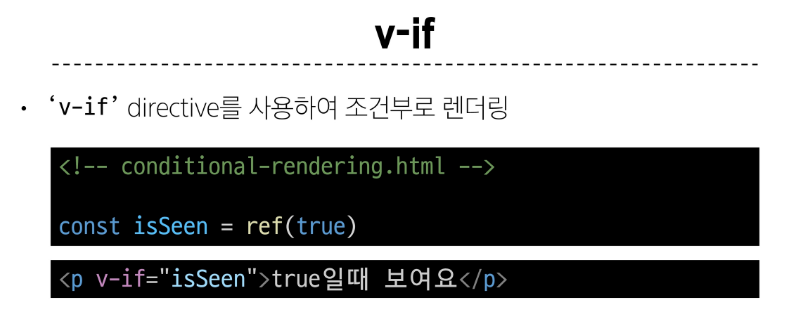 v-if
• ‘v-if’ directive를 사용하여 조건부로 렌더링
<!-- conditional-rendering.html -->
const isSeen = ref(true)
<p v-if="isSeen">true일때 보여요</p>